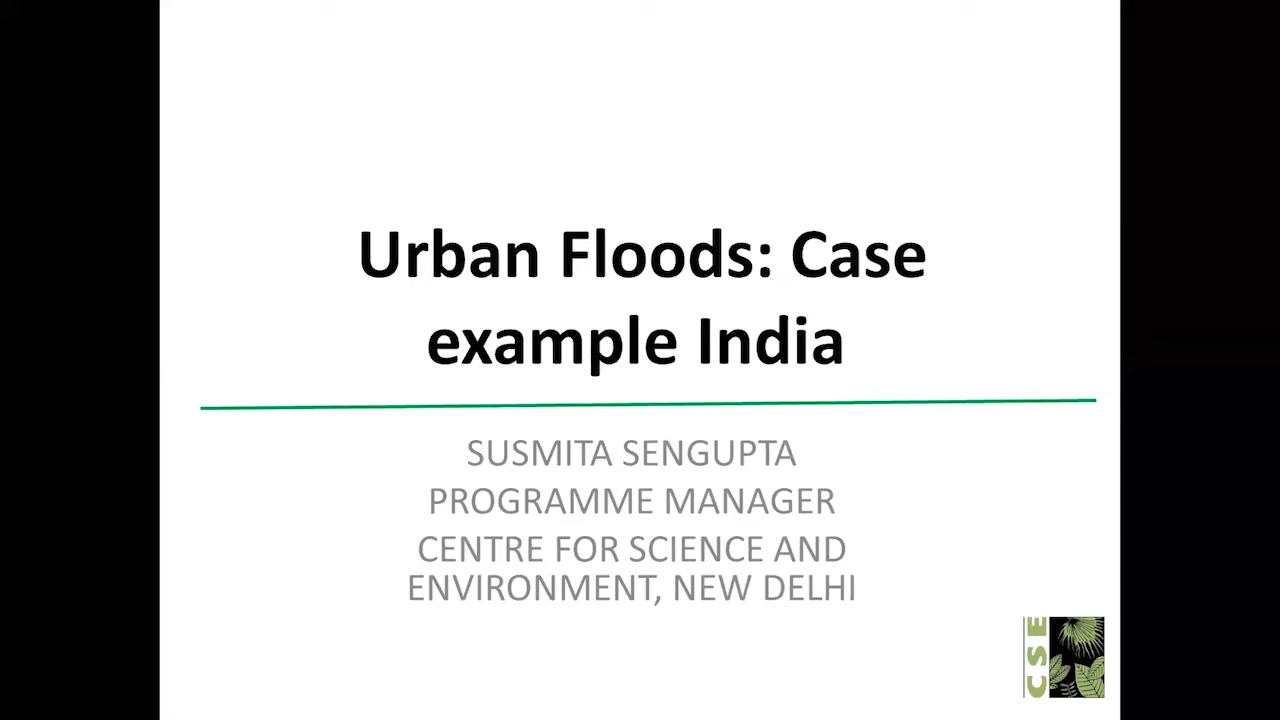 Urban Floods: Case
example India
SUSMITA SENGUPTA
PROGRAMME MANAGER
CENTRE FOR SCIENCE AND
ENVIRONMENT, NEW DELHI
CSE